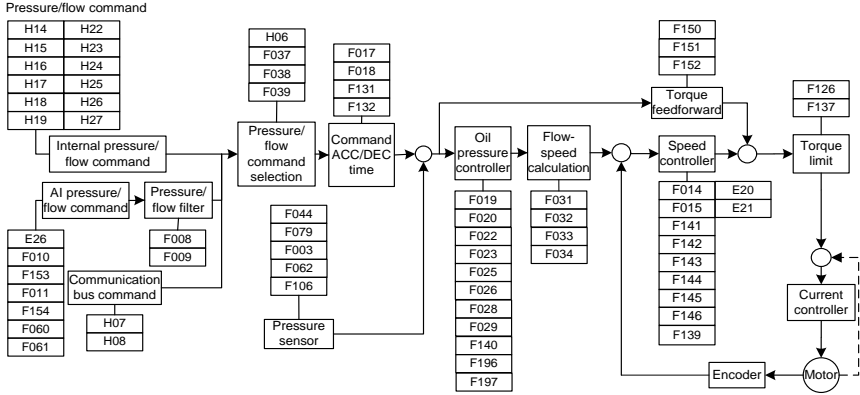 Pressure/flow command
H14 H22
H15 H23
H16 H24
H17 H25
H18 H26
H19 H27
Internal pressure/
flow command
AI pressure/
flow command
E26
F010
F153
F011
F154
F060
F061
Pressure/
flow filter
F008
F009
Communication
bus command
H07
H08
H06
F037
F038
F039
Pressure/
flow
command
selection
F017
F018
F131
F132
Command
ACC/DEC
time
F044
F079
F003
F062
F106
Pressure
sensor
Oil
pressure
controller
F019
F020
F022
F023
F025
F026
F028
F029
F140
F196
F197
Flow-
speed
calculation
F031
F032
F033
F034
F150
F151
F152
Torque
feedforward
Speed
controller
F014 E20
F015 E21
F141
F142
F143
F144
F145
F146
F139
F126
F137
Torque
limit
Current
controller
Encoder
Motor